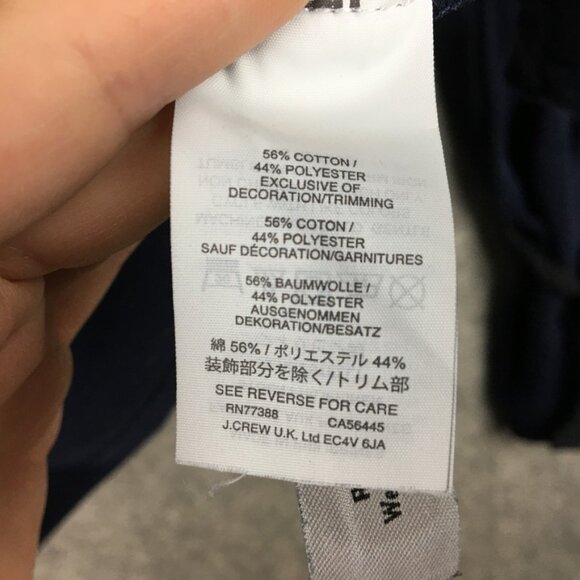 56% COTTON /
44% POLYESTER
EXCLUSIVE OF
DECORATION/TRIMMING
56% COTON /
44% POLYESTER
SAUF DÉCORATION/GARNITURES
56% BAUMWOLLE /
44% POLYESTER
AUSGENOMMEN
DEKORATION/BESATZ
綿 56% / ポリエステル 44%
装飾部分を除く/トリム部
SEE REVERSE FOR CARE
RN77388 CA56445
J.CREW U.K. Ltd EC4V 6JA